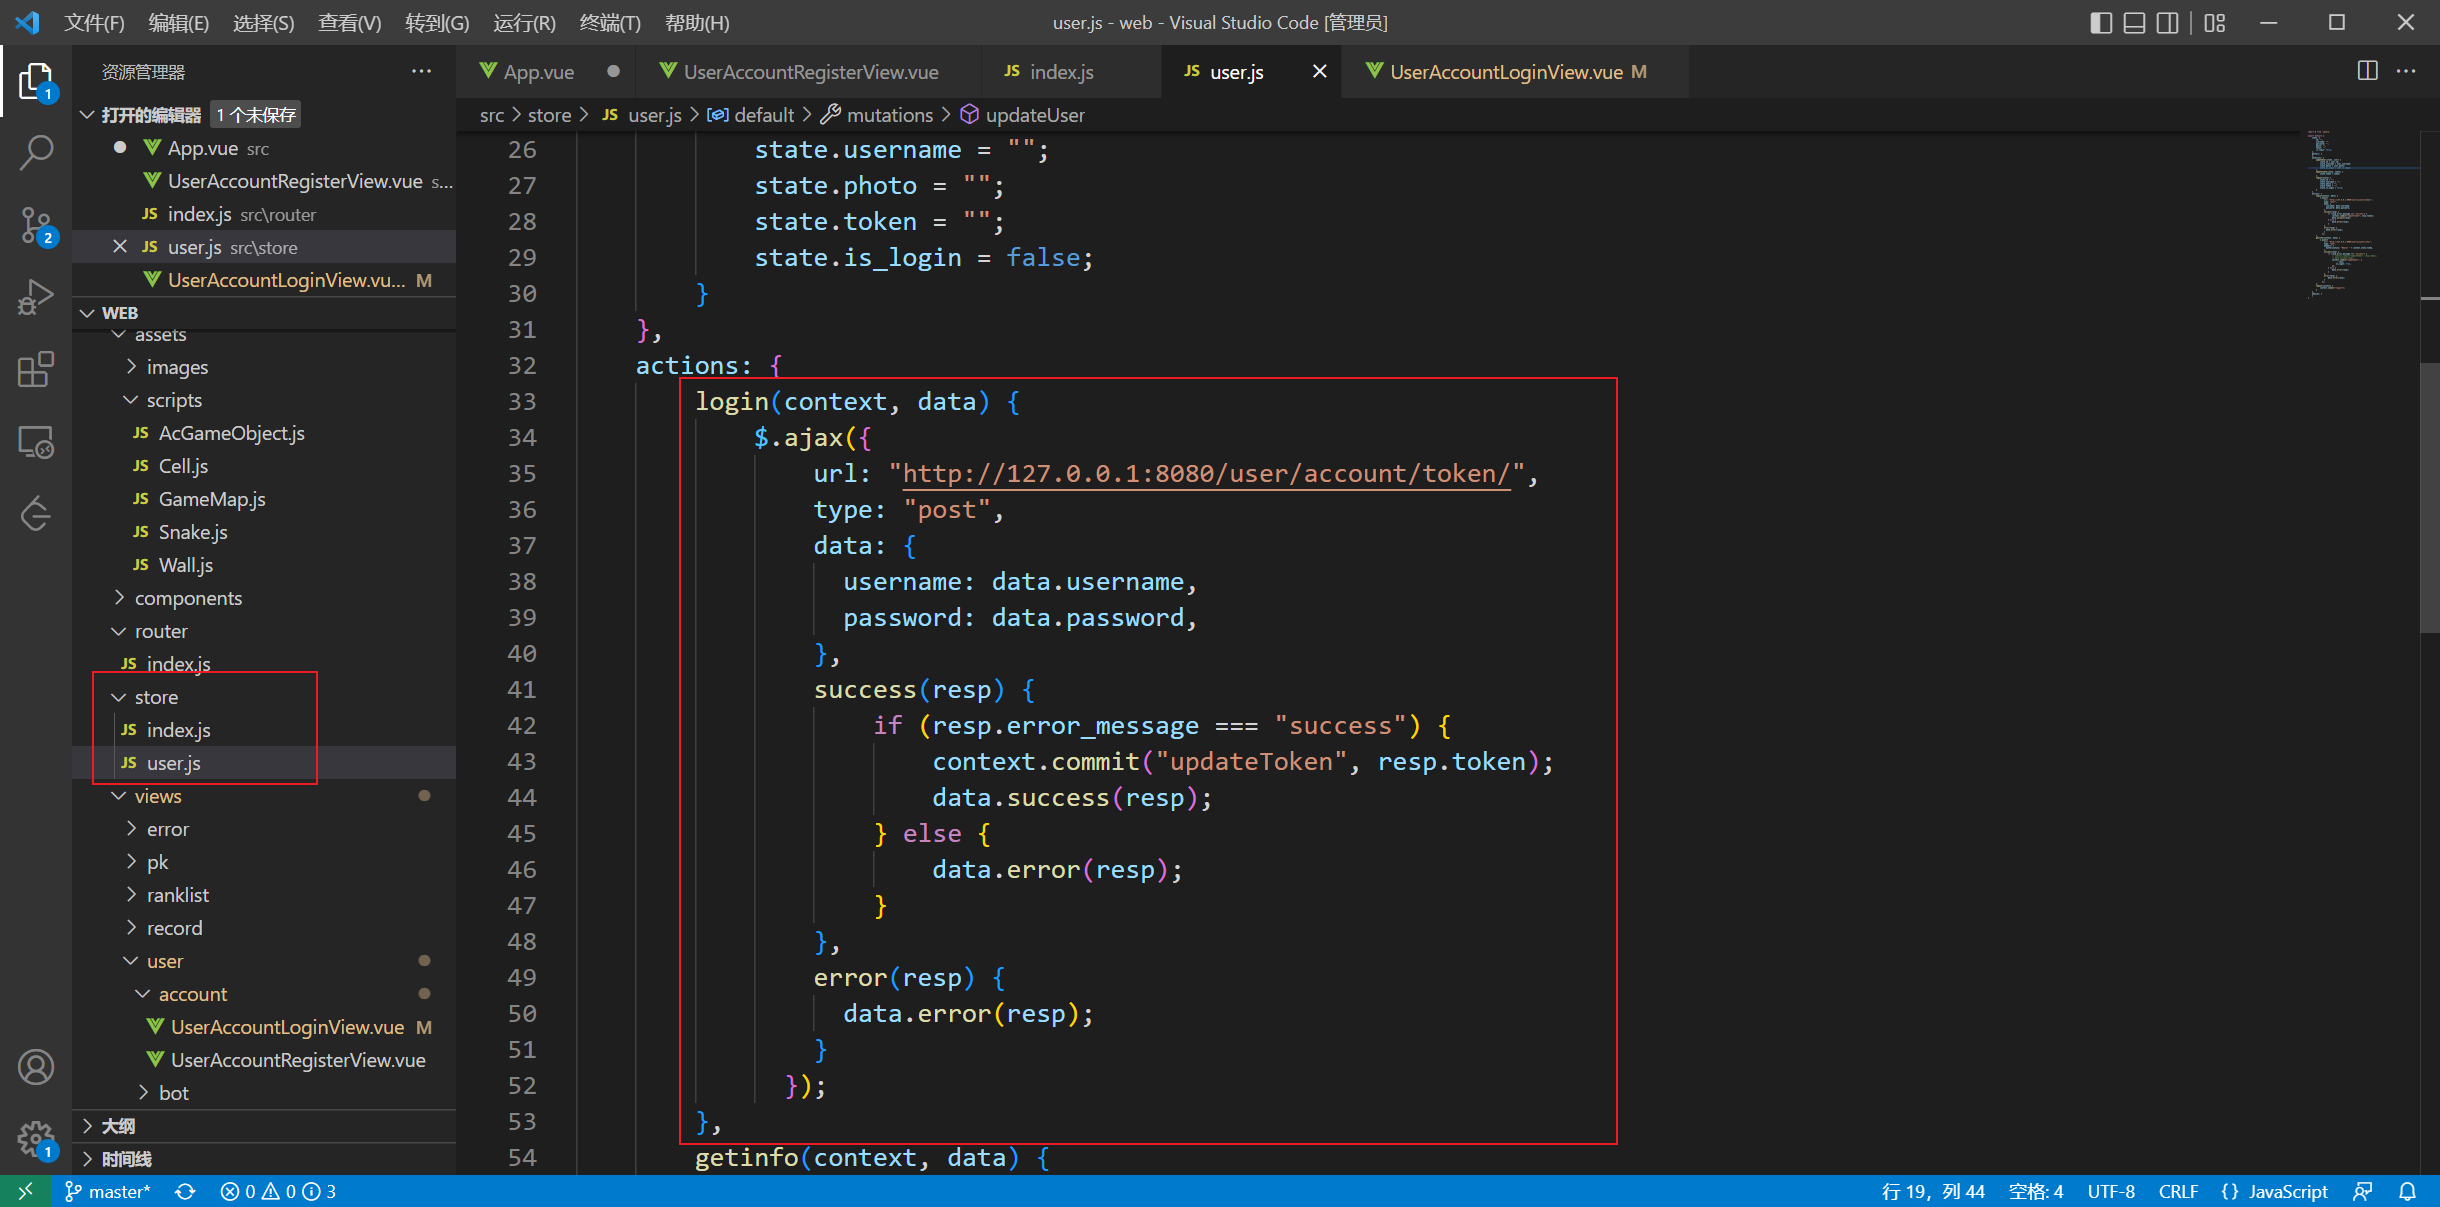 文件(F) 编辑(E) 选择(S) 查看(V) 转到(G) 运行(R) 终端(T) 帮助(H) user.js - web - Visual Studio Code [管理员]
资源管理器 ···
App.vue UserAccountRegisterView.vue JS index.js JS user.js UserAccountLoginView.vue M
src > store > JS user.js > default > mutations > updateUser
1
2
打开的编辑器 1 个未保存
App.vue src
UserAccountRegisterView.vue s...
JS index.js src\router
JS user.js src\store
UserAccountLoginView.vu... M
WEB
assets
images
scripts
JS AcGameObject.js
JS Cell.js
JS GameMap.js
JS Snake.js
JS Wall.js
components
router
JS index.js
store
JS index.js
JS user.js
views
error
pk
ranklist
record
user
account
UserAccountLoginView.vue M
UserAccountRegisterView.vue
bot
大纲
时间线
1
26 state.username = "";
27 state.photo = "";
28 state.token = "";
29 state.is_login = false;
30 }
31 },
32 actions: {
33 login(context, data) {
34 $.ajax({
35 url: "http://127.0.0.1:8080/user/account/token/",
36 type: "post",
37 data: {
38 username: data.username,
39 password: data.password,
40 },
41 success(resp) {
42 if (resp.error_message === "success") {
43 context.commit("updateToken", resp.token);
44 data.success(resp);
45 } else {
46 data.error(resp);
47 }
48 },
49 error(resp) {
50 data.error(resp);
51 }
52 });
53 },
54 getinfo(context, data) {
master* 0 0 3 行 19，列 44 空格: 4 UTF-8 CRLF {} JavaScript